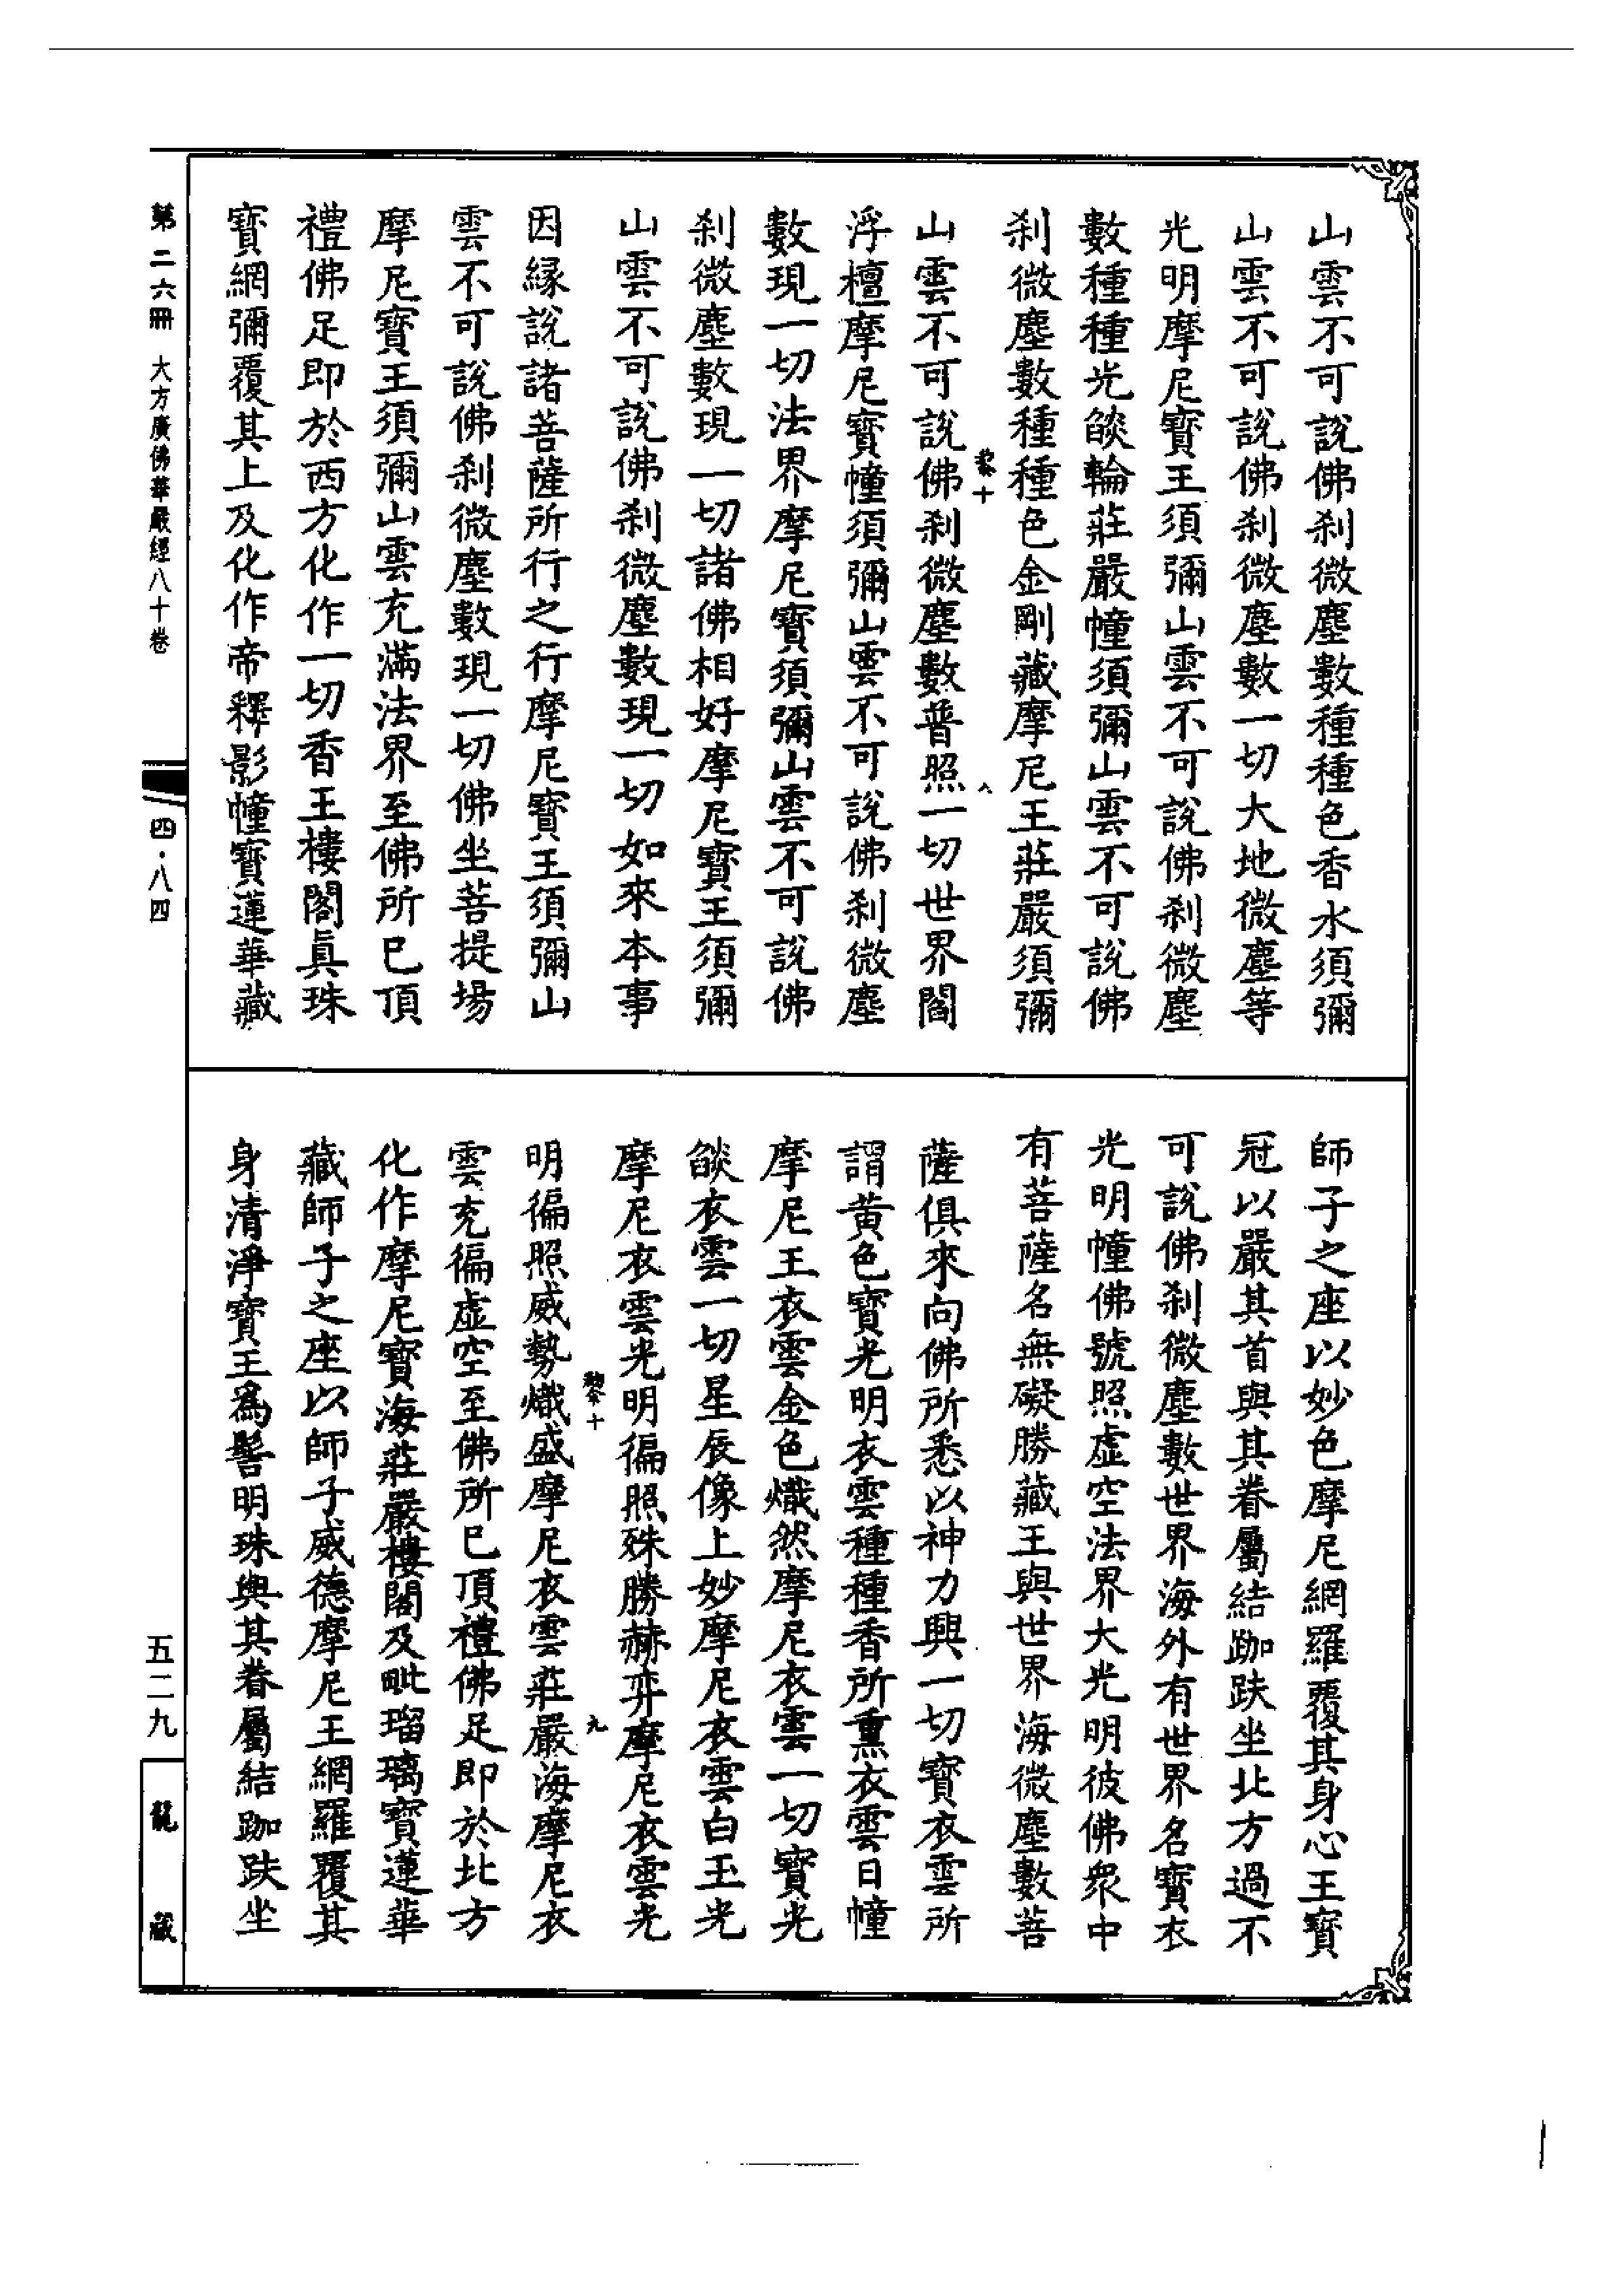 山雲不可說佛刹微塵數種種色香水須彌
山雲不可說佛刹微塵數一切大地微塵等
光明摩尼寶王須彌山雲不可說佛刹微塵
數種種光燄輪莊嚴幢須彌山雲不可說佛
刹微塵數種種色金剛藏摩尼王莊嚴須彌
十
八
山雲不可說佛刹微塵數普照一切世界閻
浮檀摩尼寶幢須彌山雲不可說佛刹微塵
數現一切法界摩尼寶須彌山雲不可說佛
刹微塵數現一切諸佛相好摩尼寶王須彌
山雲不可說佛刹微塵數現一切如來本事
因緣說諸菩薩所行之行摩尼寶王須彌山
雲不可說佛刹微塵數現一切佛坐菩提場
摩尼寶王須彌山雲充滿法界至佛所已頂
禮佛足即於西方化作一切香王樓閣眞珠
寶網彌覆其上及化作帝釋影幢寶蓮華藏
師子之座以妙色摩尼網羅覆其身心王寶
冠以嚴其首與其眷屬結跏趺坐北方過不
可說佛刹微塵數世界海外有世界名寶衣
光明幢佛號照虛空法界大光明彼佛衆中
有菩薩名無礙勝藏王與世界海微塵數菩
薩俱來向佛所悉以神力興一切寶衣雲所
謂黄色寶光明衣雲種種香所熏衣雲日幢
摩尼王衣雲金色熾然摩尼衣雲一切寶光
燄衣雲一切星辰像上妙摩尼衣雲白玉光
摩尼衣雲光明徧照殊勝赫弈摩尼衣雲光
十
九
明徧照威勢熾盛摩尼衣雲莊嚴海摩尼衣
雲充徧虛空至佛所已頂禮佛足即於北方
化作摩尼寶海莊嚴樓閣及毗瑠璃寶蓮華
藏師子之座以師子威德摩尼王網羅覆其
身清淨寶王爲髻明珠與其眷屬結跏趺坐
第二六冊 大方廣佛華嚴經八十卷
四·八四
五二九
龍藏